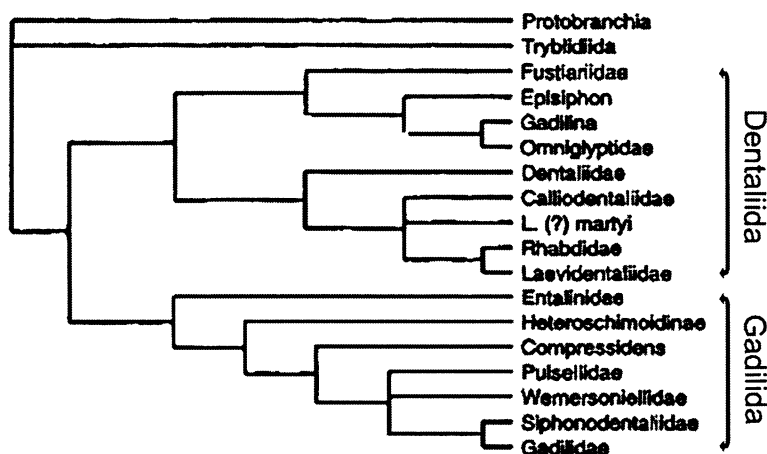 Protobranchia
Tryblidiida
Fustiariidae
Episiphon
Gadilina
Omniglyptidae
Dentaliidae
Calliodentaliidae
L. (?) martyi
Rhabdidae
Laevidentaliidae
Dentaliida
Entalinidae
Heteroschimoidinae
Compressidens
Pulsellidae
Wemersoniellidae
Siphonodentaliidae
Gadilidae
Gadilida